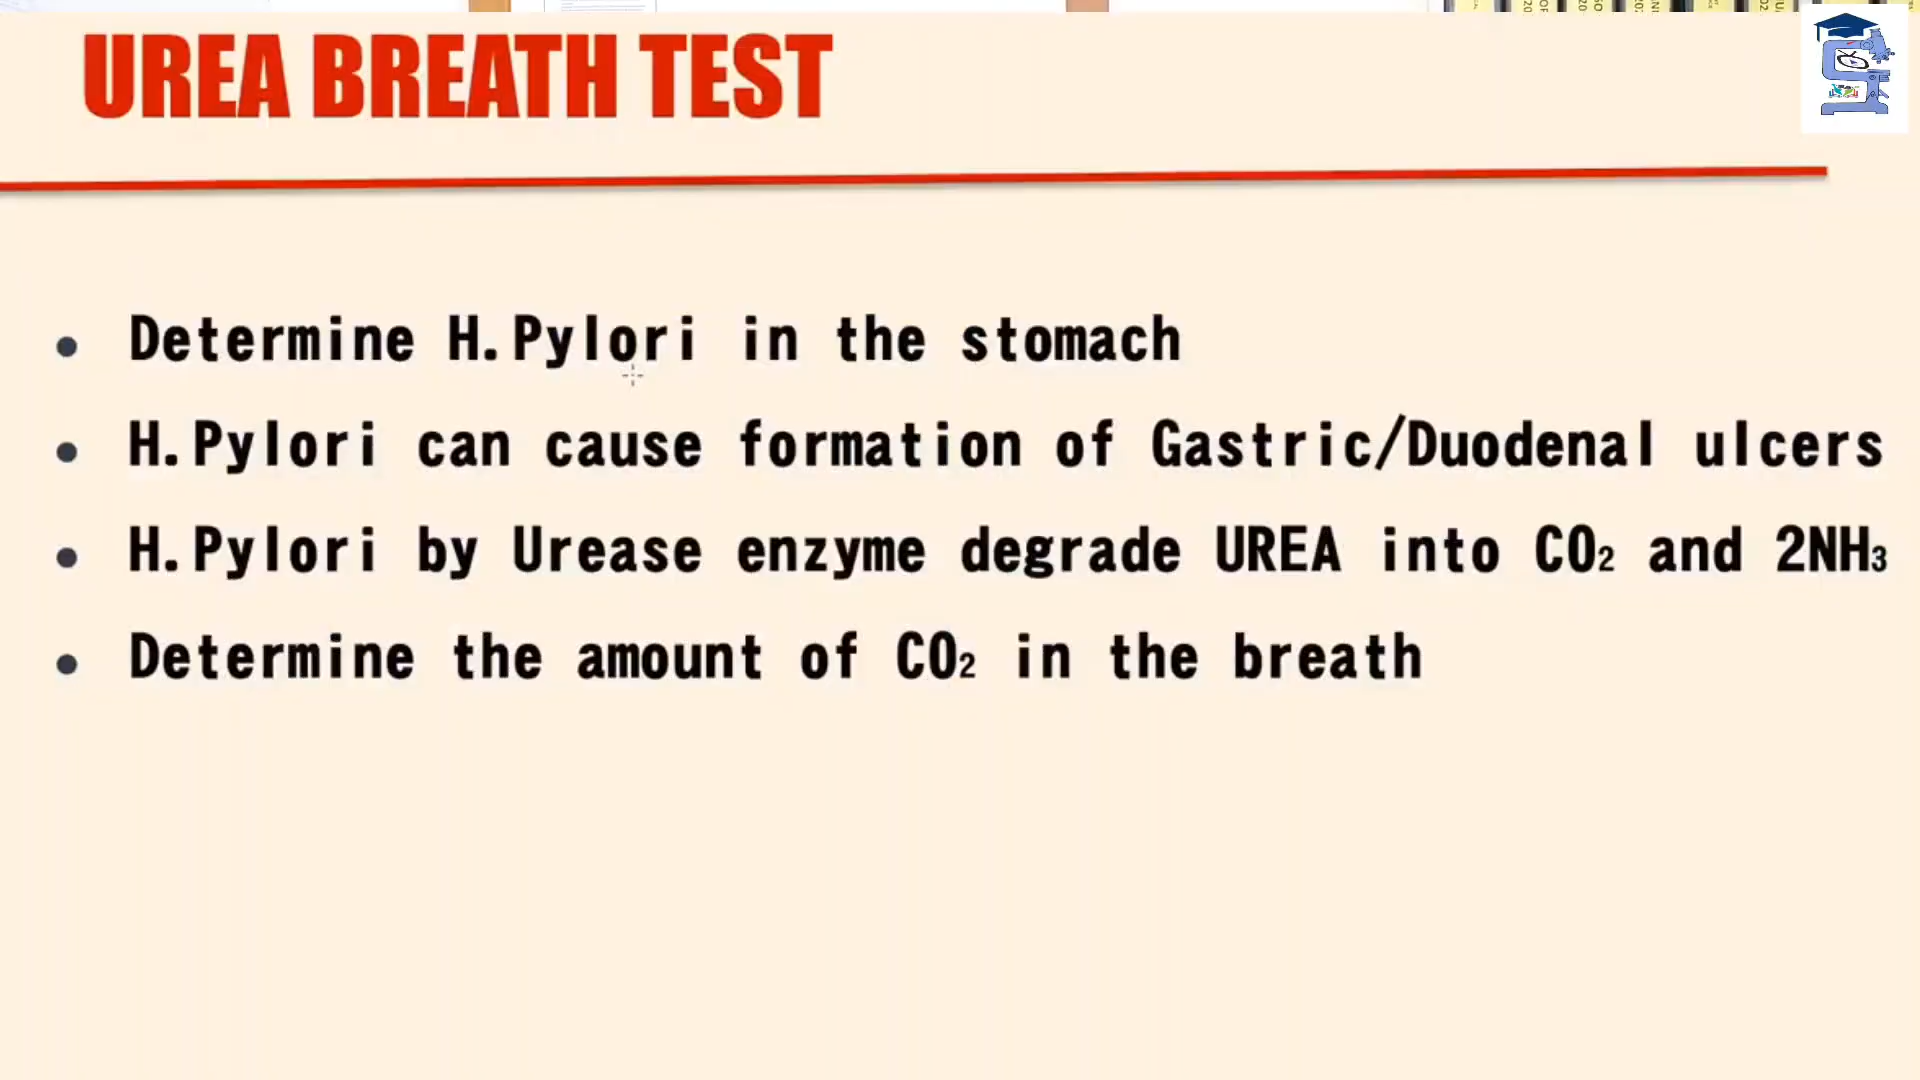 UREA BREATH TEST
• Determine H.Pylori in the stomach
• H.Pylori can cause formation of Gastric/Duodenal ulcers
• H.Pylori by Urease enzyme degrade UREA into CO₂ and 2NH₃
• Determine the amount of CO₂ in the breath